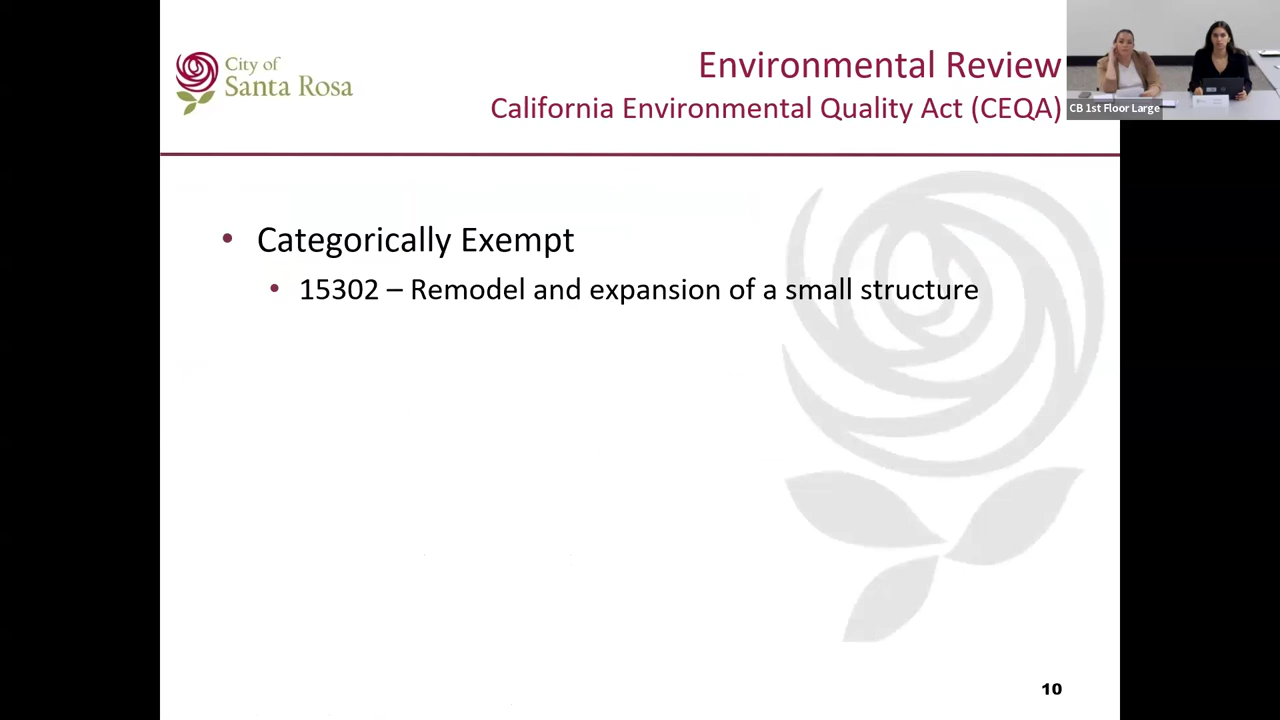 City of
Santa Rosa
Environmental Review
California Environmental Quality Act (CEQA)
CB 1st Floor Large
• Categorically Exempt
• 15302 – Remodel and expansion of a small structure
10